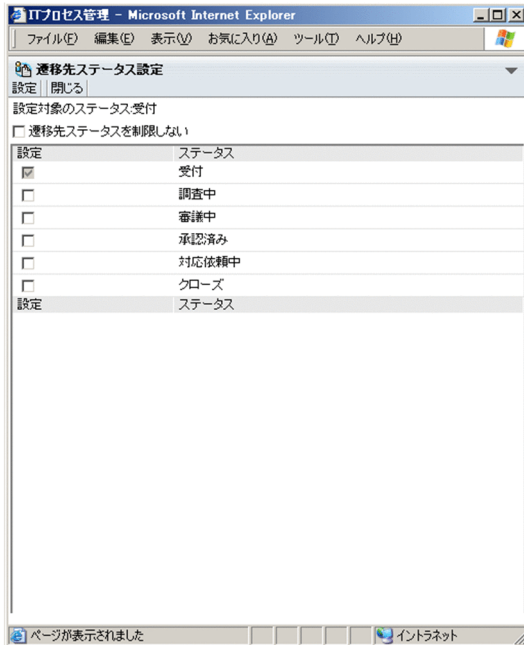 ITプロセス管理 - Microsoft Internet Explorer
ファイル(F) 編集(E) 表示(V) お気に入り(A) ツール(T) ヘルプ(H)
遷移先ステータス設定
設定 閉じる
設定対象のステータス:受付
遷移先ステータスを制限しない
設定 ステータス
受付
調査中
審議中
承認済み
対応依頼中
クローズ
設定 ステータス
ページが表示されました イントラネット